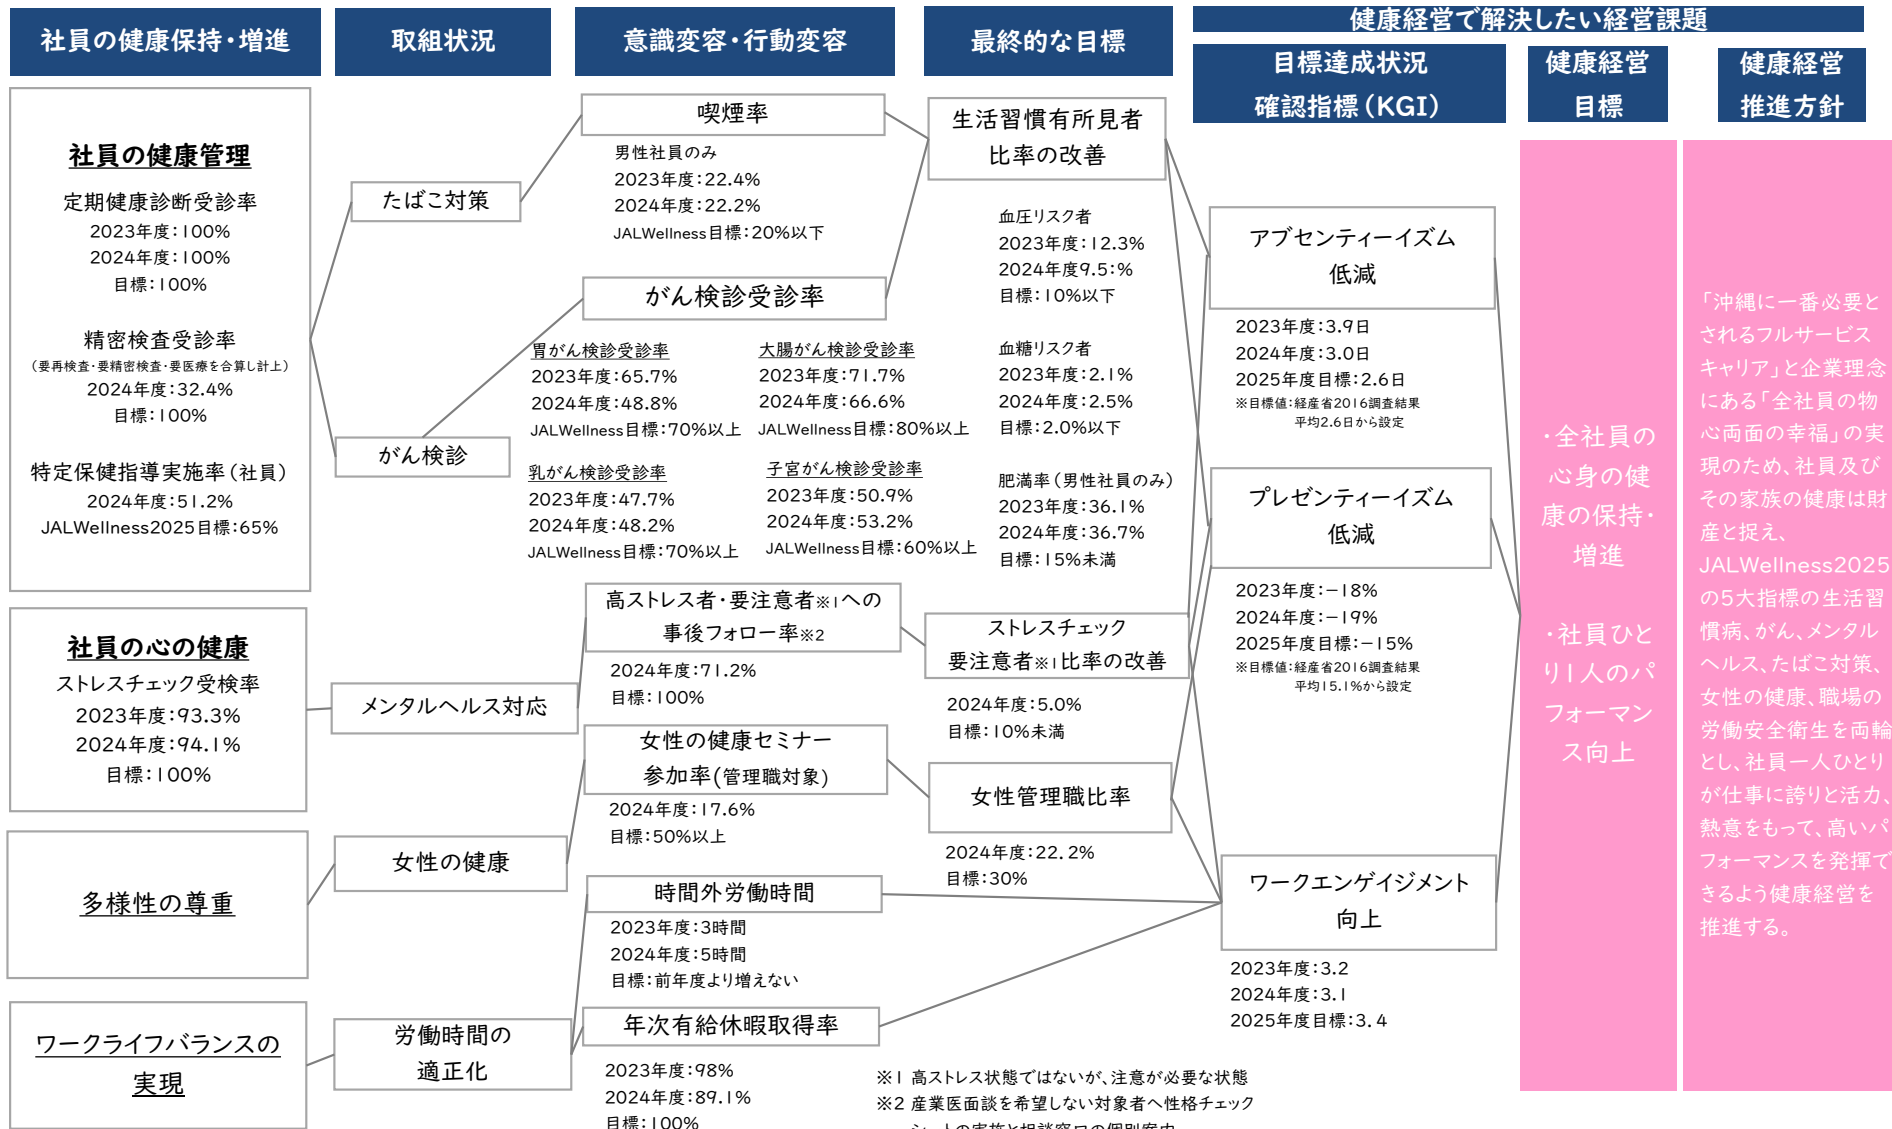 社員の健康保持・増進
取組状況
意識変容・行動変容
最終的な目標
健康経営で解決したい経営課題
目標達成状況
確認指標（KGI）
健康経営
目標
健康経営
推進方針
社員の健康管理
定期健康診断受診率
2023年度：100%
2024年度：100%
目標：100%
精密検査受診率
（要再検査・要精密検査・要医療を合算し計上）
2024年度：32.4%
目標：100%
特定保健指導実施率（社員）
2024年度：51.2%
JALWellness2025目標：65%
社員の心の健康
ストレスチェック受検率
2023年度：93.3%
2024年度：94.1%
目標：100%
多様性の尊重
ワークライフバランスの
実現
たばこ対策
がん検診
メンタルヘルス対応
女性の健康
労働時間の
適正化
喫煙率
男性社員のみ
2023年度：22.4%
2024年度：22.2%
JALWellness目標：20%以下
がん検診受診率
胃がん検診受診率
2023年度：65.7%
2024年度：48.8%
JALWellness目標：70%以上
大腸がん検診受診率
2023年度：71.7%
2024年度：66.6%
JALWellness目標：80%以上
乳がん検診受診率
2023年度：47.7%
2024年度：48.2%
JALWellness目標：70%以上
子宮がん検診受診率
2023年度：50.9%
2024年度：53.2%
JALWellness目標：60%以上
高ストレス者・要注意者※1への
事後フォロー率※2
2024年度：71.2%
目標：100%
女性の健康セミナー
参加率(管理職対象)
2024年度：17.6%
目標：50%以上
時間外労働時間
2023年度：3時間
2024年度：5時間
目標：前年度より増えない
年次有給休暇取得率
2023年度：98%
2024年度：89.1%
目標：100%
生活習慣有所見者
比率の改善
血圧リスク者
2023年度：12.3%
2024年度9.5：%
目標：10%以下
血糖リスク者
2023年度：2.1%
2024年度：2.5%
目標：2.0%以下
肥満率（男性社員のみ）
2023年度：36.1%
2024年度：36.7%
目標：15%未満
ストレスチェック
要注意者※1比率の改善
2024年度：5.0%
目標：10%未満
女性管理職比率
2024年度：22.2%
目標：30%
アブセンティーイズム
低減
2023年度：3.9日
2024年度：3.0日
2025年度目標：2.6日
※目標値：経産省2016調査結果
平均2.6日から設定
プレゼンティーイズム
低減
2023年度：－18%
2024年度：－19%
2025年度目標：－15%
※目標値：経産省2016調査結果
平均15.1%から設定
ワークエンゲイジメント
向上
2023年度：3.2
2024年度：3.1
2025年度目標：3.4
・全社員の
心身の健
康の保持・
増進
・社員ひと
り1人のパ
フォーマン
ス向上
「沖縄に一番必要と
されるフルサービス
キャリア」と企業理念
にある「全社員の物
心両面の幸福」の実
現のため、社員及び
その家族の健康は財
産と捉え、
JALWellness2025
の5大指標の生活習
慣病、がん、メンタル
ヘルス、たばこ対策、
女性の健康、職場の
労働安全衛生を両輪
とし、社員一人ひとり
が仕事に誇りと活力、
熱意をもって、高いパ
フォーマンスを発揮で
きるよう健康経営を
推進する。
※1 高ストレス状態ではないが、注意が必要な状態
※2 産業医面談を希望しない対象者へ性格チェック